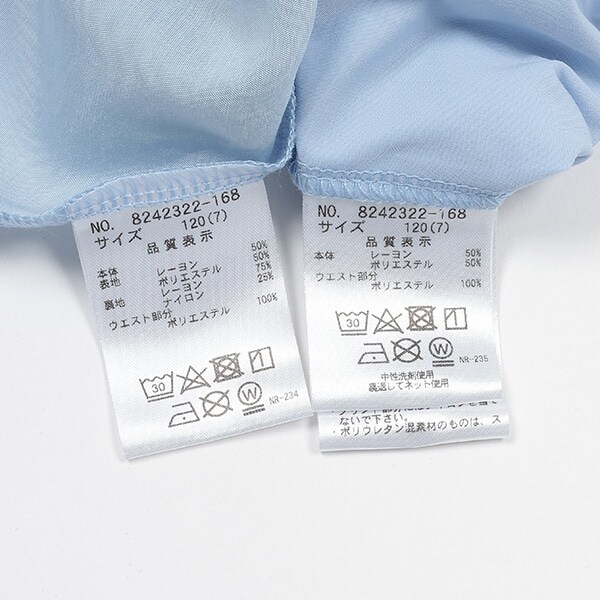 NO. 8242322-168
サイズ 120(7)
品質表示
50%
本体 レーヨン 50%
表地 ポリエステル 75%
レーヨン 25%
裏地 ナイロン
ウエスト部分 100%
ポリエステル
30
W
NR-234
NO. 8242322-168
サイズ 120(7)
品質表示
本体 レーヨン 50%
ポリエステル 50%
ウエスト部分
ポリエステル 100%
30
W
NR-235
中性洗剤使用
裏返してネット使用
ないで下さい。
・ポリウレタン混素材のものは、ス